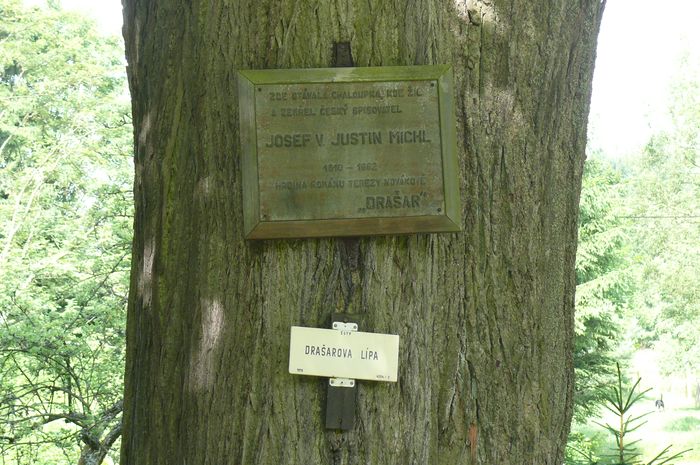 ZDE STÁVALA CHALOUPKA, KDE ŽIL
A ZEMŘEL ČESKÝ SPISOVATEL
JOSEF V. JUSTIN MICHL
1810 - 1862
HRDINA ROMÁNU TEREZY NOVÁKOVÉ
„DRAŠAR“
DRAŠAROVA LÍPA